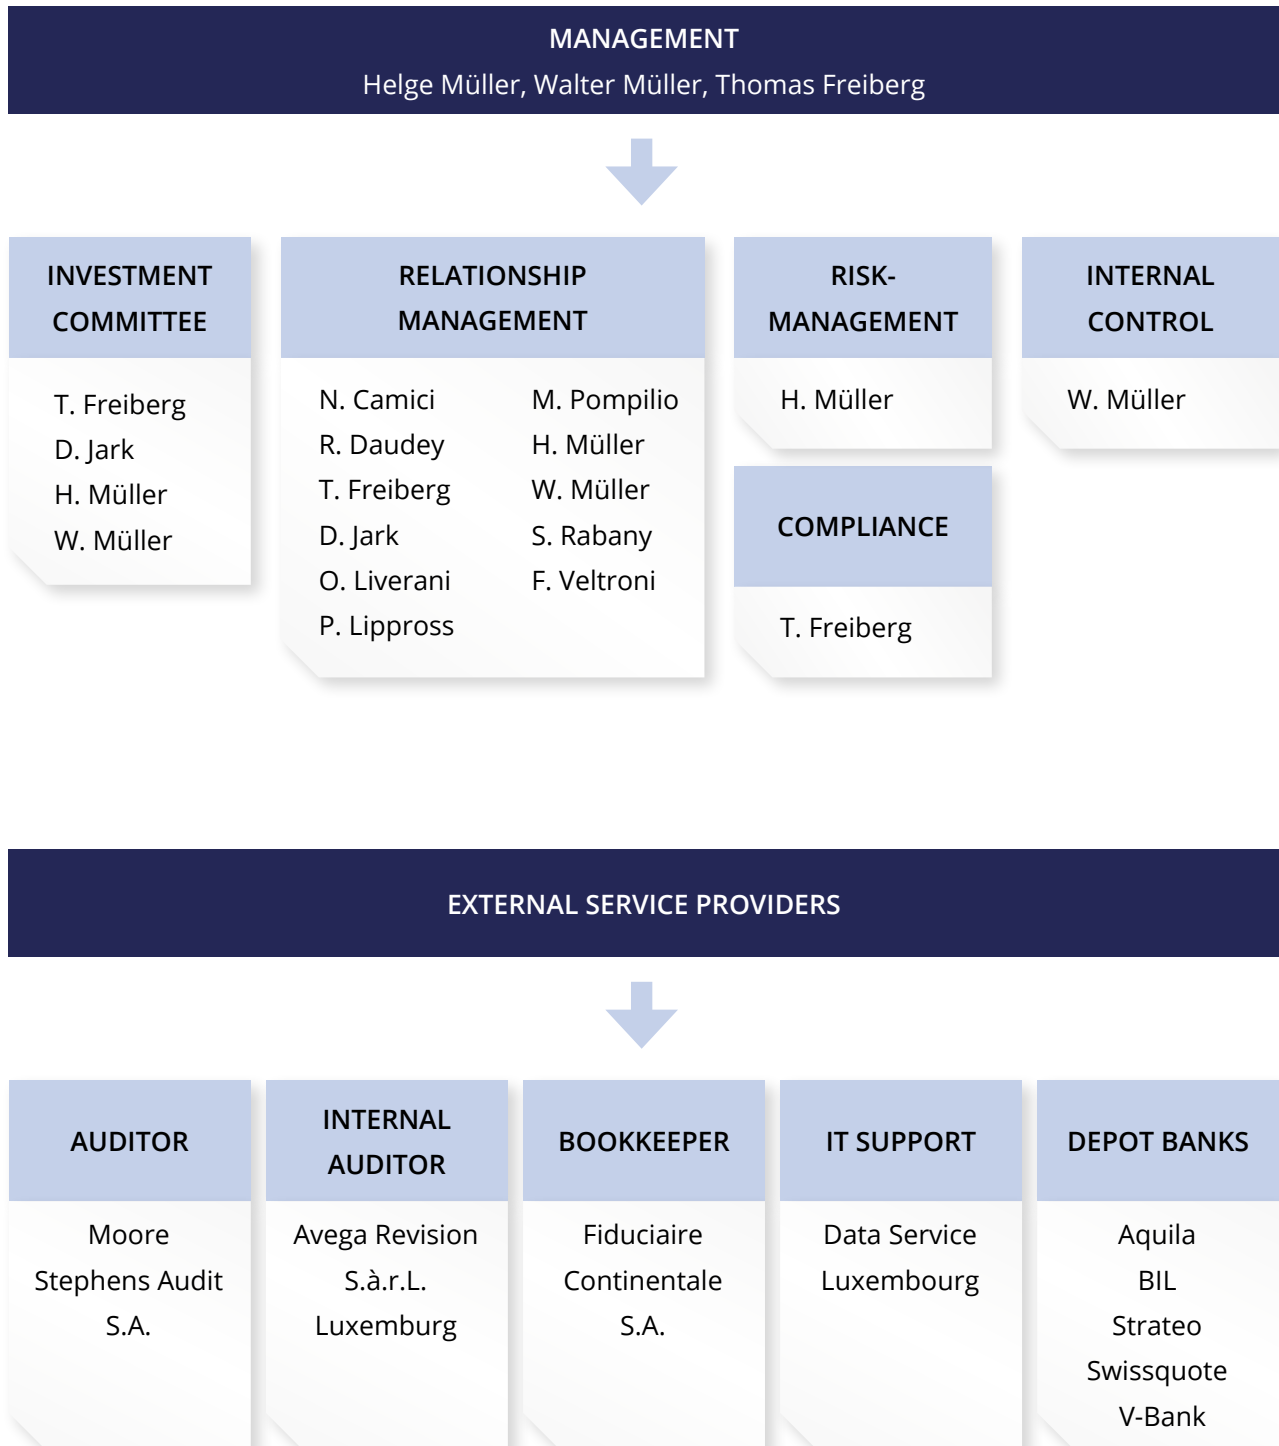 MANAGEMENT
Helge Müller, Walter Müller, Thomas Freiberg
INVESTMENT
COMMITTEE
T. Freiberg
D. Jark
H. Müller
W. Müller
RELATIONSHIP
MANAGEMENT
N. Camici
R. Daudey
T. Freiberg
D. Jark
O. Liverani
P. Lippross
M. Pompilio
H. Müller
W. Müller
S. Rabany
F. Veltroni
RISK-
MANAGEMENT
H. Müller
COMPLIANCE
T. Freiberg
INTERNAL
CONTROL
W. Müller
EXTERNAL SERVICE PROVIDERS
AUDITOR
Moore
Stephens Audit
S.A.
INTERNAL
AUDITOR
Avega Revision
S.à.r.L.
Luxemburg
BOOKKEEPER
Fiduciaire
Continentale
S.A.
IT SUPPORT
Data Service
Luxembourg
DEPOT BANKS
Aquila
BIL
Strateo
Swissquote
V-Bank